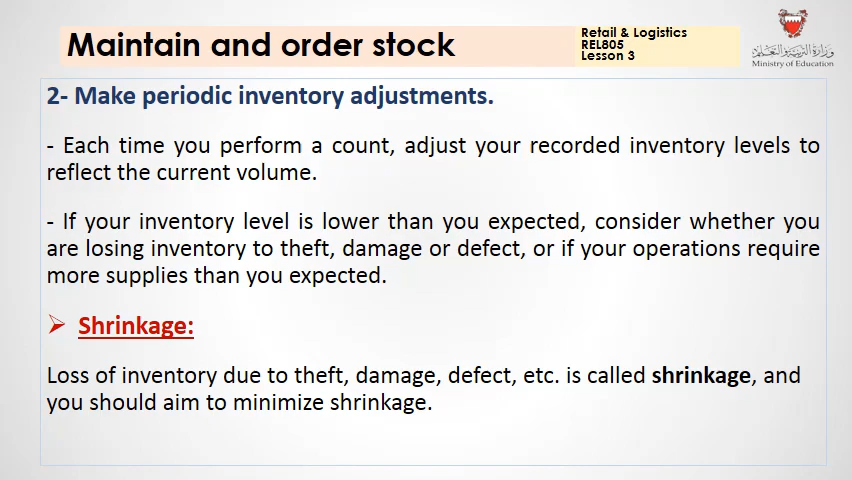 Maintain and order stock
Retail & Logistics
REL805
Lesson 3
وزارة التربية والتعليم
Ministry of Education
2- Make periodic inventory adjustments.
- Each time you perform a count, adjust your recorded inventory levels to
reflect the current volume.
- If your inventory level is lower than you expected, consider whether you
are losing inventory to theft, damage or defect, or if your operations require
more supplies than you expected.
➢ Shrinkage:
Loss of inventory due to theft, damage, defect, etc. is called shrinkage, and
you should aim to minimize shrinkage.